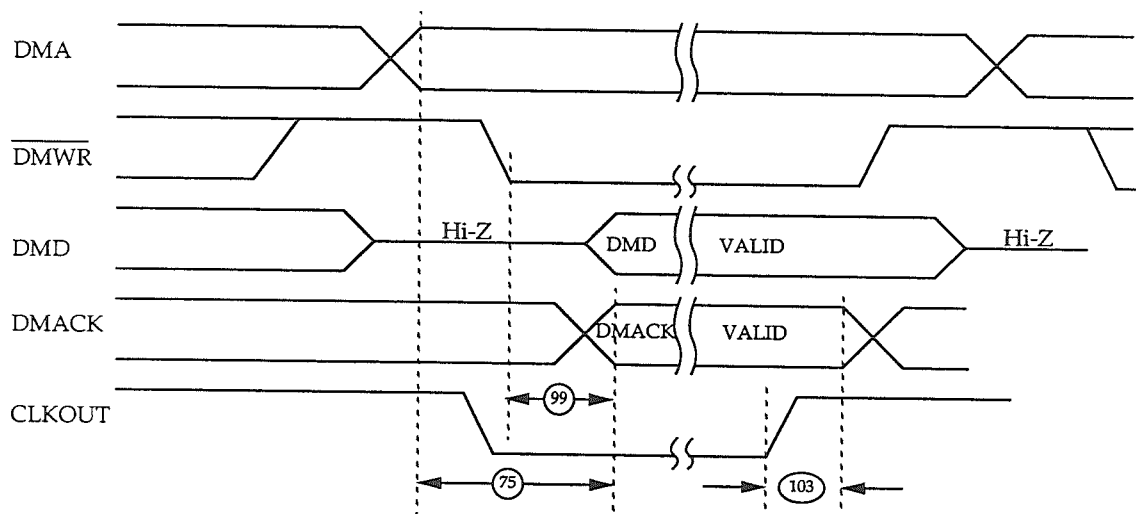 DMA
DMWR
DMD
Hi-Z
DMD
VALID
Hi-Z
DMACK
DMACK
VALID
99
CLKOUT
75
103